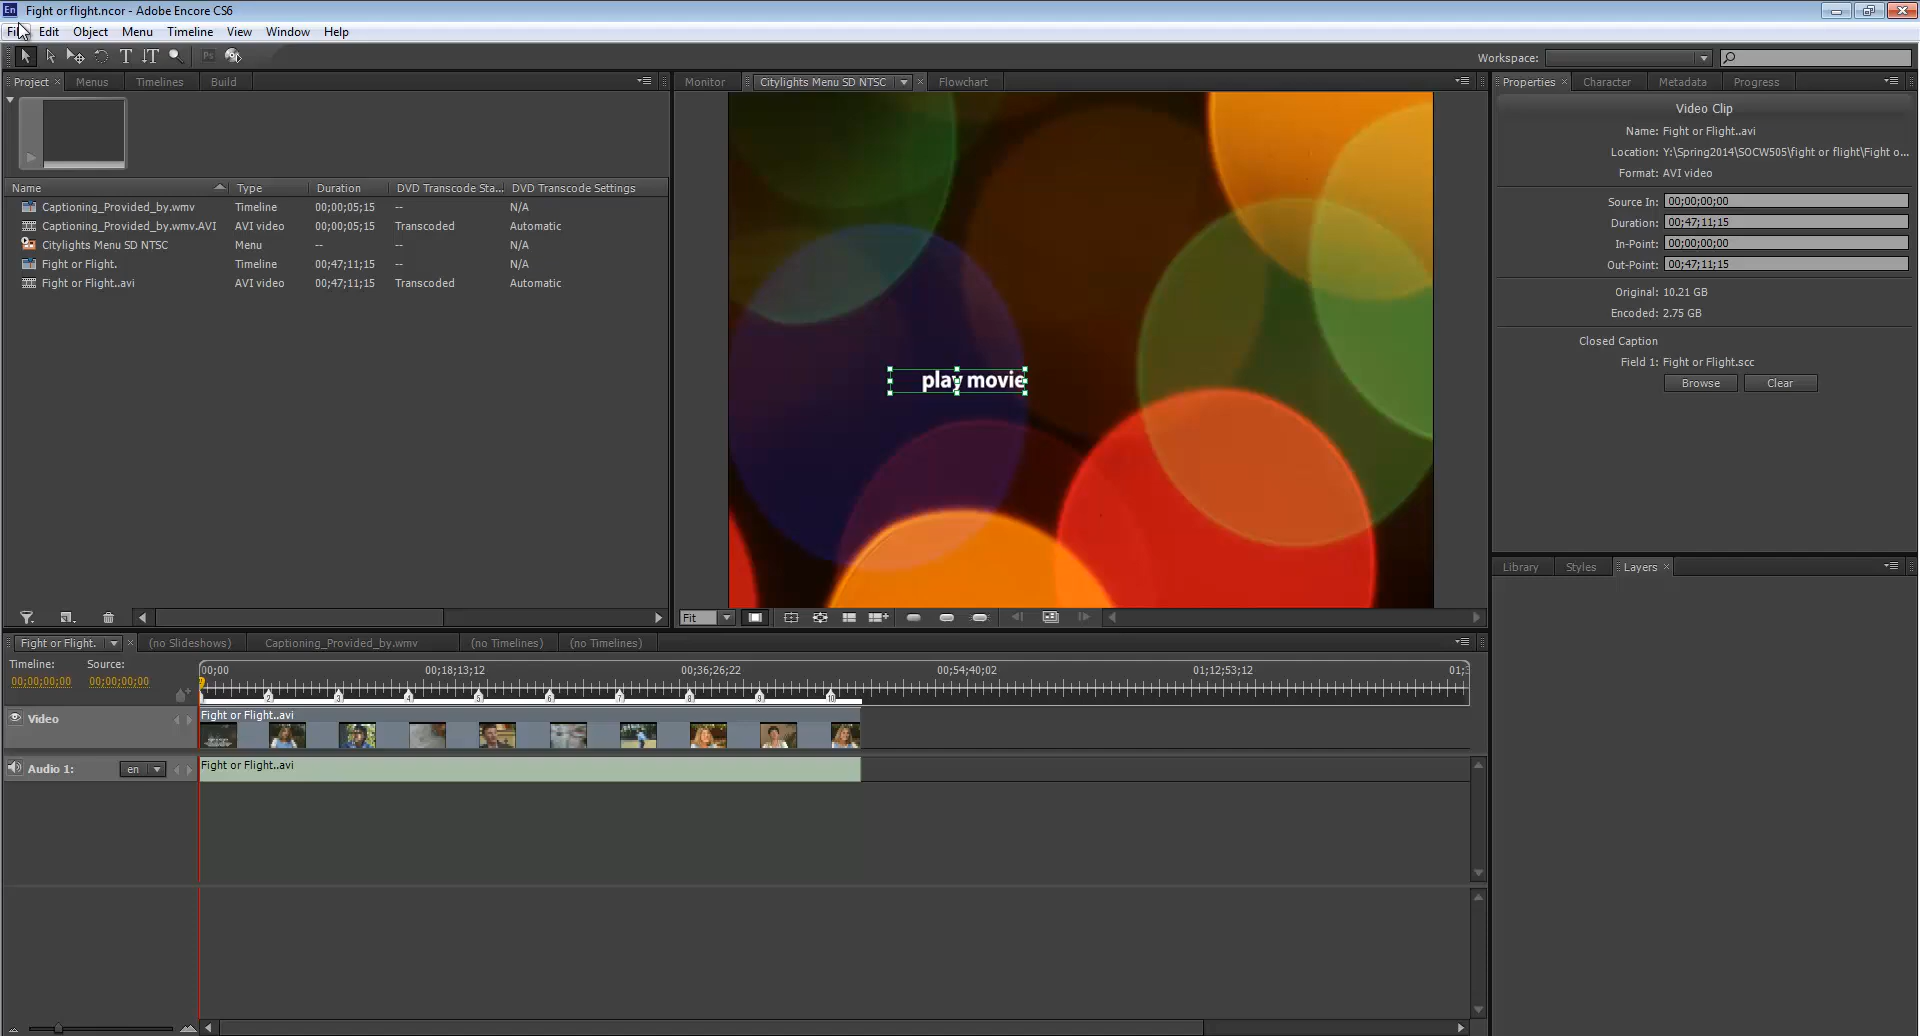 Fight or flight.ncor - Adobe Encore CS6
Edit Object Menu Timeline View Window Help
Workspace:
Project Menus Timelines Build
Monitor Citylights Menu SD NTSC Flowchart
Properties Character Metadata Progress
Video Clip
Name: Fight or Flight..avi
Location: Y:\Spring2014\SOCW505\fight or flight\Fight o...
Format: AVI video
Source In: 00;00;00;00
Duration: 00;47;11;15
In-Point: 00;00;00;00
Out-Point: 00;47;11;15
Original: 10.21 GB
Encoded: 2.75 GB
Closed Caption
Field 1: Fight or Flight.scc
Browse Clear
Name Type Duration DVD Transcode Sta... DVD Transcode Settings
Captioning_Provided_by.wmv Timeline 00;00;05;15 -- N/A
Captioning_Provided_by.wmv.AVI AVI video 00;00;05;15 Transcoded Automatic
Citylights Menu SD NTSC Menu -- -- N/A
Fight or Flight. Timeline 00;47;11;15 -- N/A
Fight or Flight..avi AVI video 00;47;11;15 Transcoded Automatic
play movie
Library Styles Layers
Fit
Fight or Flight. (no Slideshows) Captioning_Provided_by.wmv (no Timelines) (no Timelines)
Timeline: Source:
00;00;00;00 00;00;00;00
00;00 00;18;13;12 00;36;26;22 00;54;40;02 01;12;53;12
2 3 4 5 6 7 8 9 10
Video
Fight or Flight..avi
Audio 1: en
Fight or Flight..avi